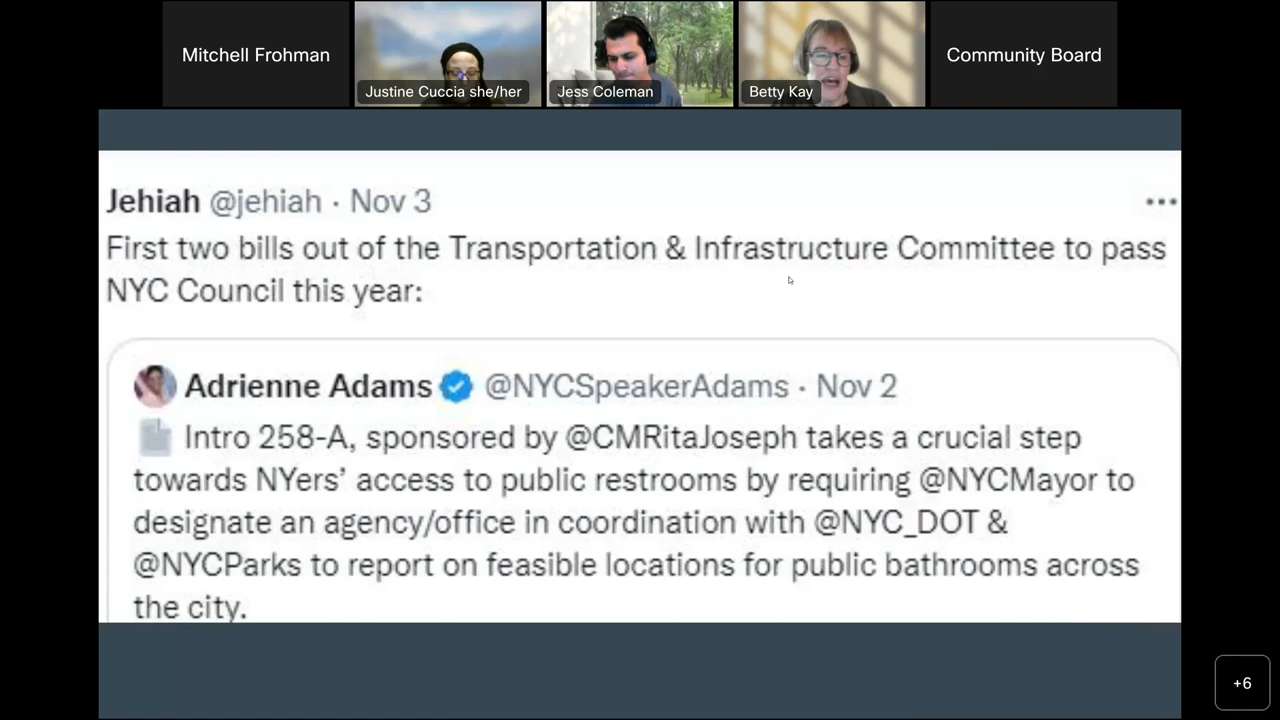 Mitchell Frohman
Justine Cuccia she/her
Jess Coleman
Betty Kay
Community Board
Jehiah @jehiah · Nov 3
First two bills out of the Transportation & Infrastructure Committee to pass
NYC Council this year:
Adrienne Adams @NYCSpeakerAdams · Nov 2
Intro 258-A, sponsored by @CMRitaJoseph takes a crucial step
towards NYers’ access to public restrooms by requiring @NYCMayor to
designate an agency/office in coordination with @NYC_DOT &
@NYCParks to report on feasible locations for public bathrooms across
the city.
+6